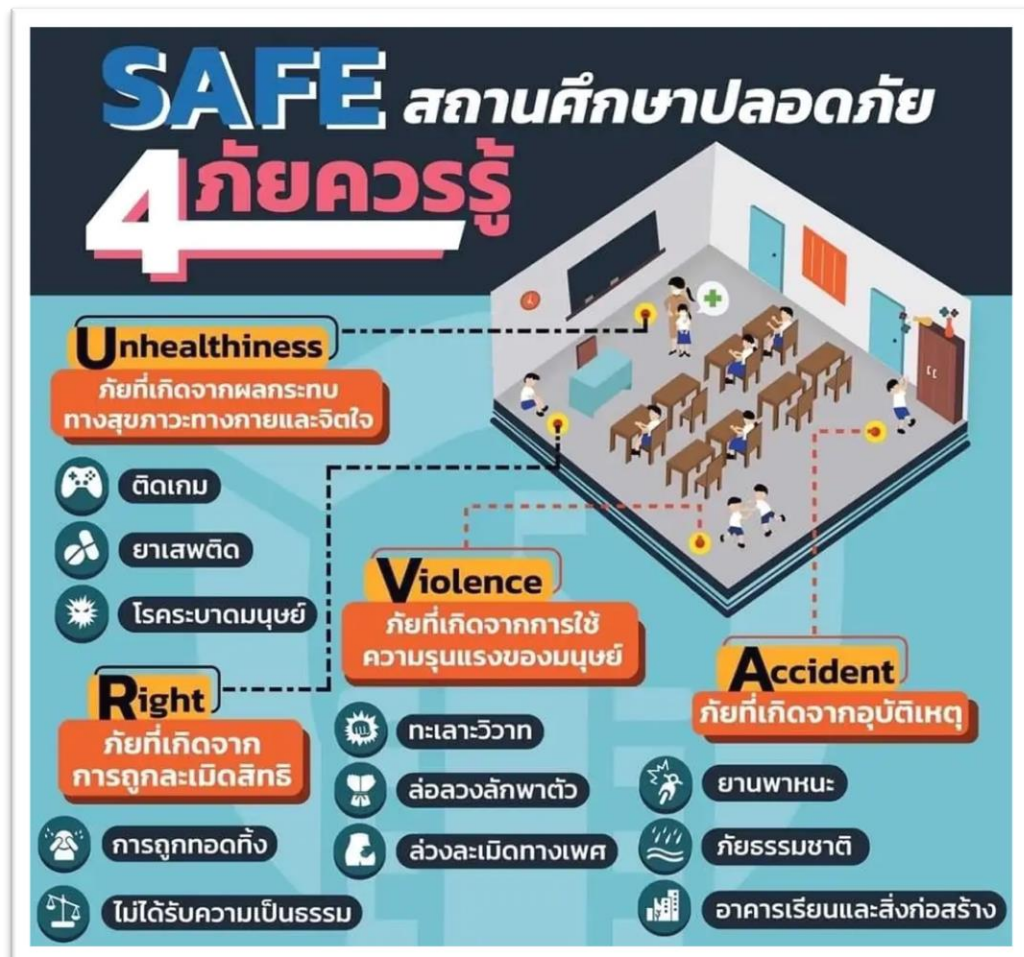 SAFE สถานศึกษาปลอดภัย
4 ภัยควรรู้
Unhealthiness
ภัยที่เกิดจากผลกระทบ
ทางสุขภาวะทางกายและจิตใจ
ติดเกม
ยาเสพติด
โรคระบาดมนุษย์
Right
ภัยที่เกิดจาก
การถูกละเมิดสิทธิ
การถูกทอดทิ้ง
ไม่ได้รับความเป็นธรรม
Violence
ภัยที่เกิดจากการใช้
ความรุนแรงของมนุษย์
ทะเลาะวิวาท
ล่อลวงลักพาตัว
ล่วงละเมิดทางเพศ
Accident
ภัยที่เกิดจากอุบัติเหตุ
ยานพาหนะ
ภัยธรรมชาติ
อาคารเรียนและสิ่งก่อสร้าง